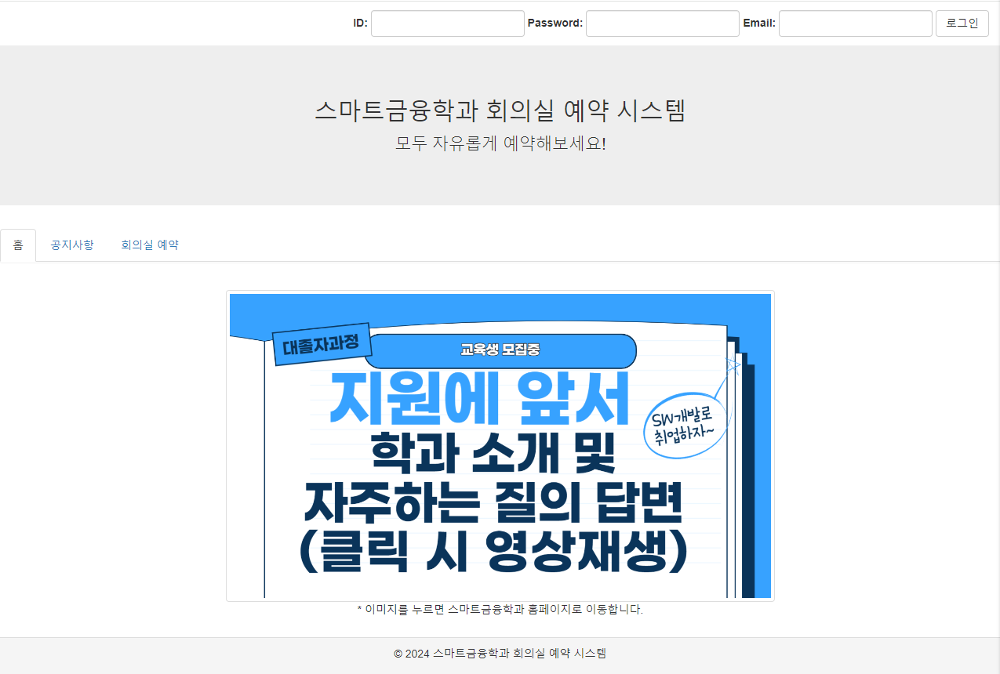 ID: Password: Email: 로그인
스마트금융학과 회의실 예약 시스템
모두 자유롭게 예약해보세요!
홈 공지사항 회의실 예약
대졸자과정
교육생 모집중
지원에 앞서
SW개발로
취업하자~
학과 소개 및
자주하는 질의 답변
(클릭 시 영상재생)
* 이미지를 누르면 스마트금융학과 홈페이지로 이동합니다.
© 2024 스마트금융학과 회의실 예약 시스템